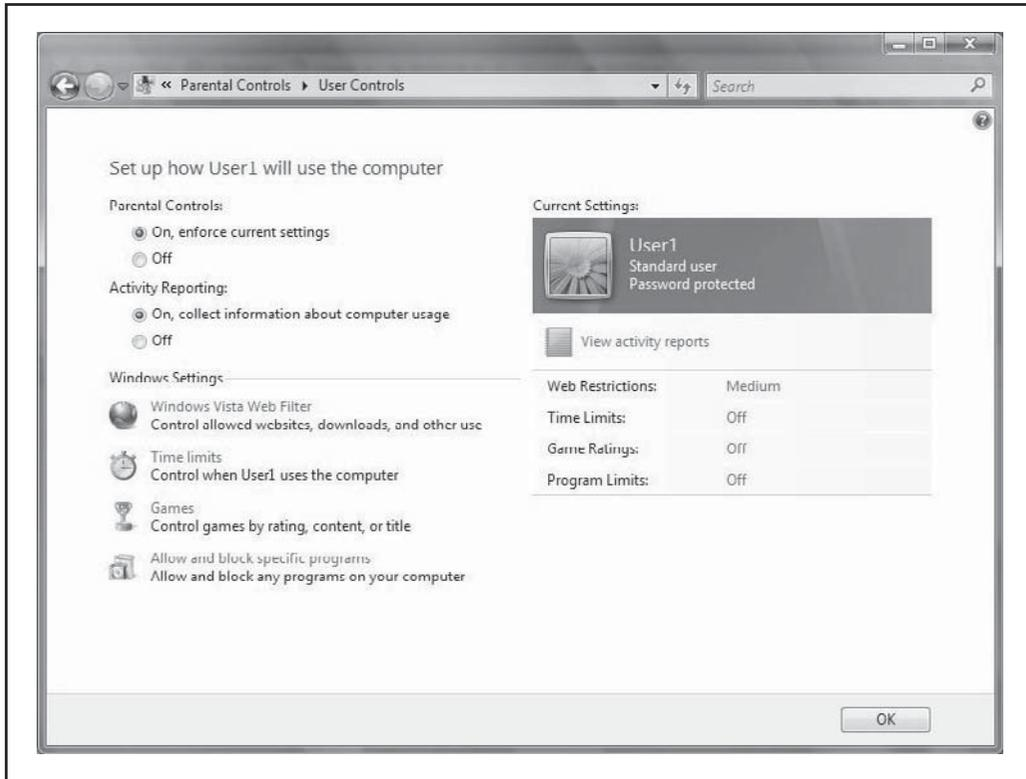 « Parental Controls ▸ User Controls
Search
Set up how User1 will use the computer
Parental Controls:
On, enforce current settings
Off
Activity Reporting:
On, collect information about computer usage
Off
Windows Settings
Windows Vista Web Filter
Control allowed websites, downloads, and other use
Time limits
Control when User1 uses the computer
Games
Control games by rating, content, or title
Allow and block specific programs
Allow and block any programs on your computer
Current Settings:
User1
Standard user
Password protected
View activity reports
Web Restrictions: Medium
Time Limits: Off
Game Ratings: Off
Program Limits: Off
OK